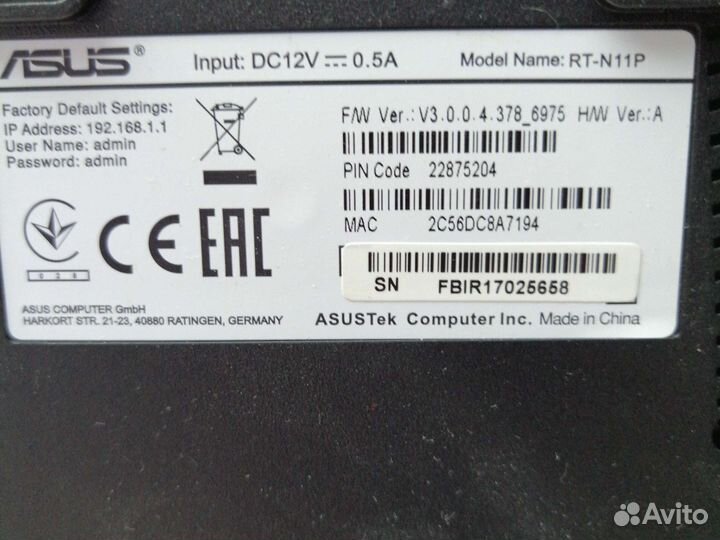 ASUS®
Input: DC12V ⎓ 0.5A
Model Name: RT-N11P
Factory Default Settings:
IP Address: 192.168.1.1
User Name: admin
Password: admin
F/W Ver.: V3.0.0.4.378_6975 H/W Ver.:A
PIN Code 22875204
MAC 2C56DC8A7194
SN FBIR17025658
028
CE EAC
ASUS COMPUTER GmbH
HARKORT STR. 21-23, 40880 RATINGEN, GERMANY
ASUSTek Computer Inc. Made in China
Avito